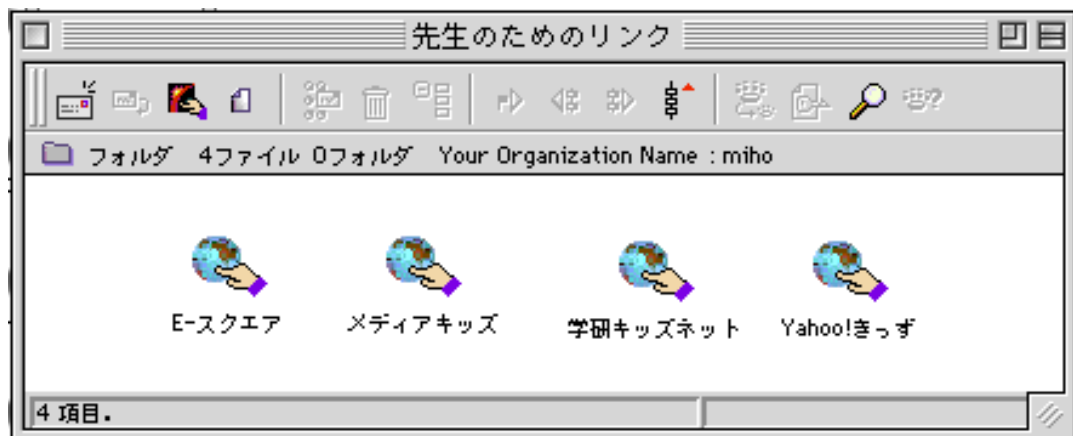 先生のためのリンク
フォルダ 4ファイル 0フォルダ Your Organization Name : miho
E-スクエア メディアキッズ 学研キッズネット Yahoo!きっず
4 項目.